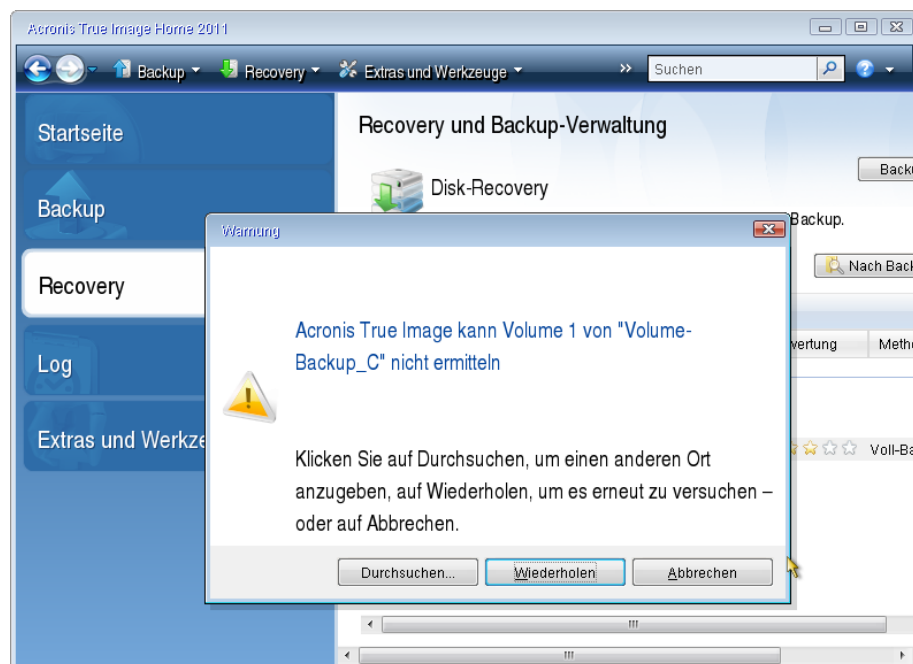 Acronis True Image Home 2011
Backup Recovery Extras und Werkzeuge » Suchen
Startseite
Backup
Recovery
Log
Extras und Werkze
Recovery und Backup-Verwaltung
Disk-Recovery
Back
Backup.
Nach Back
vertung Meth
Voll-Ba
Warnung
Acronis True Image kann Volume 1 von "Volume-
Backup_C" nicht ermitteln
Klicken Sie auf Durchsuchen, um einen anderen Ort
anzugeben, auf Wiederholen, um es erneut zu versuchen –
oder auf Abbrechen.
Durchsuchen... Wiederholen Abbrechen